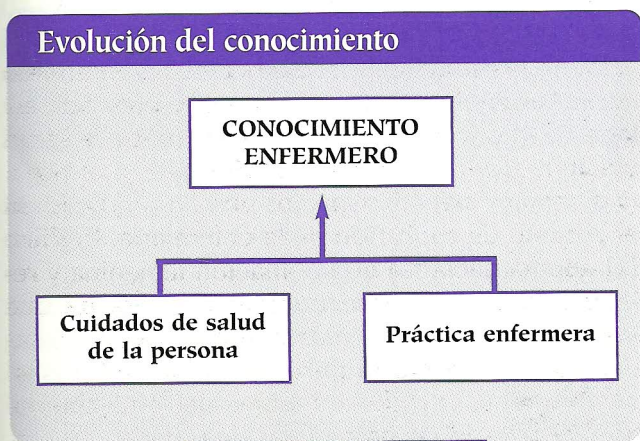 Evolución del conocimiento
CONOCIMIENTO
ENFERMERO
Cuidados de salud
de la persona
Práctica enfermera